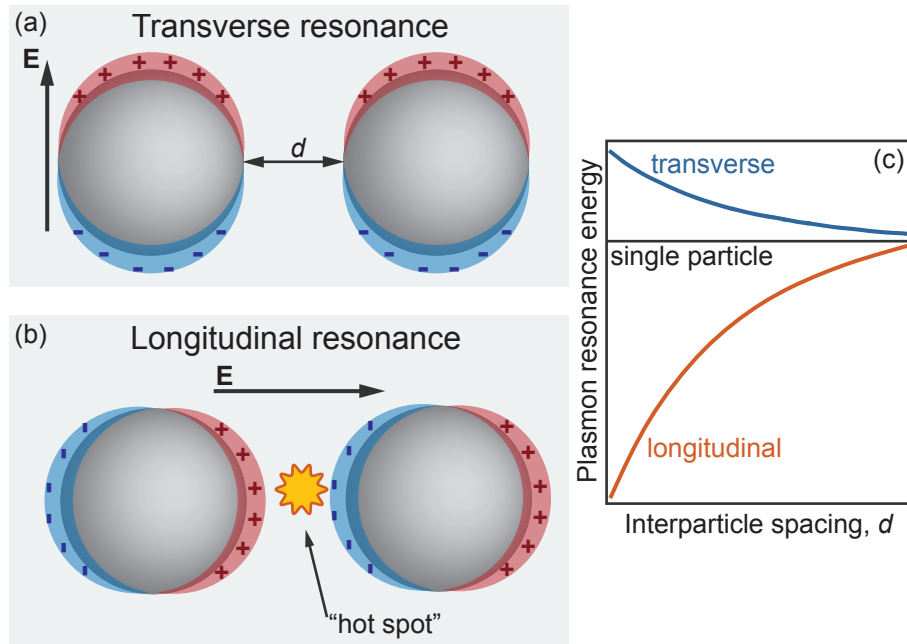 (a)
Transverse resonance
E
+ + + + + +
+ + + + + +
d
- - - - - -
- - - - - -
(b)
Longitudinal resonance
E
- - - - -
+ + + + +
- - - - -
+ + + + +
"hot spot"
(c)
transverse
single particle
longitudinal
Plasmon resonance energy
Interparticle spacing, d